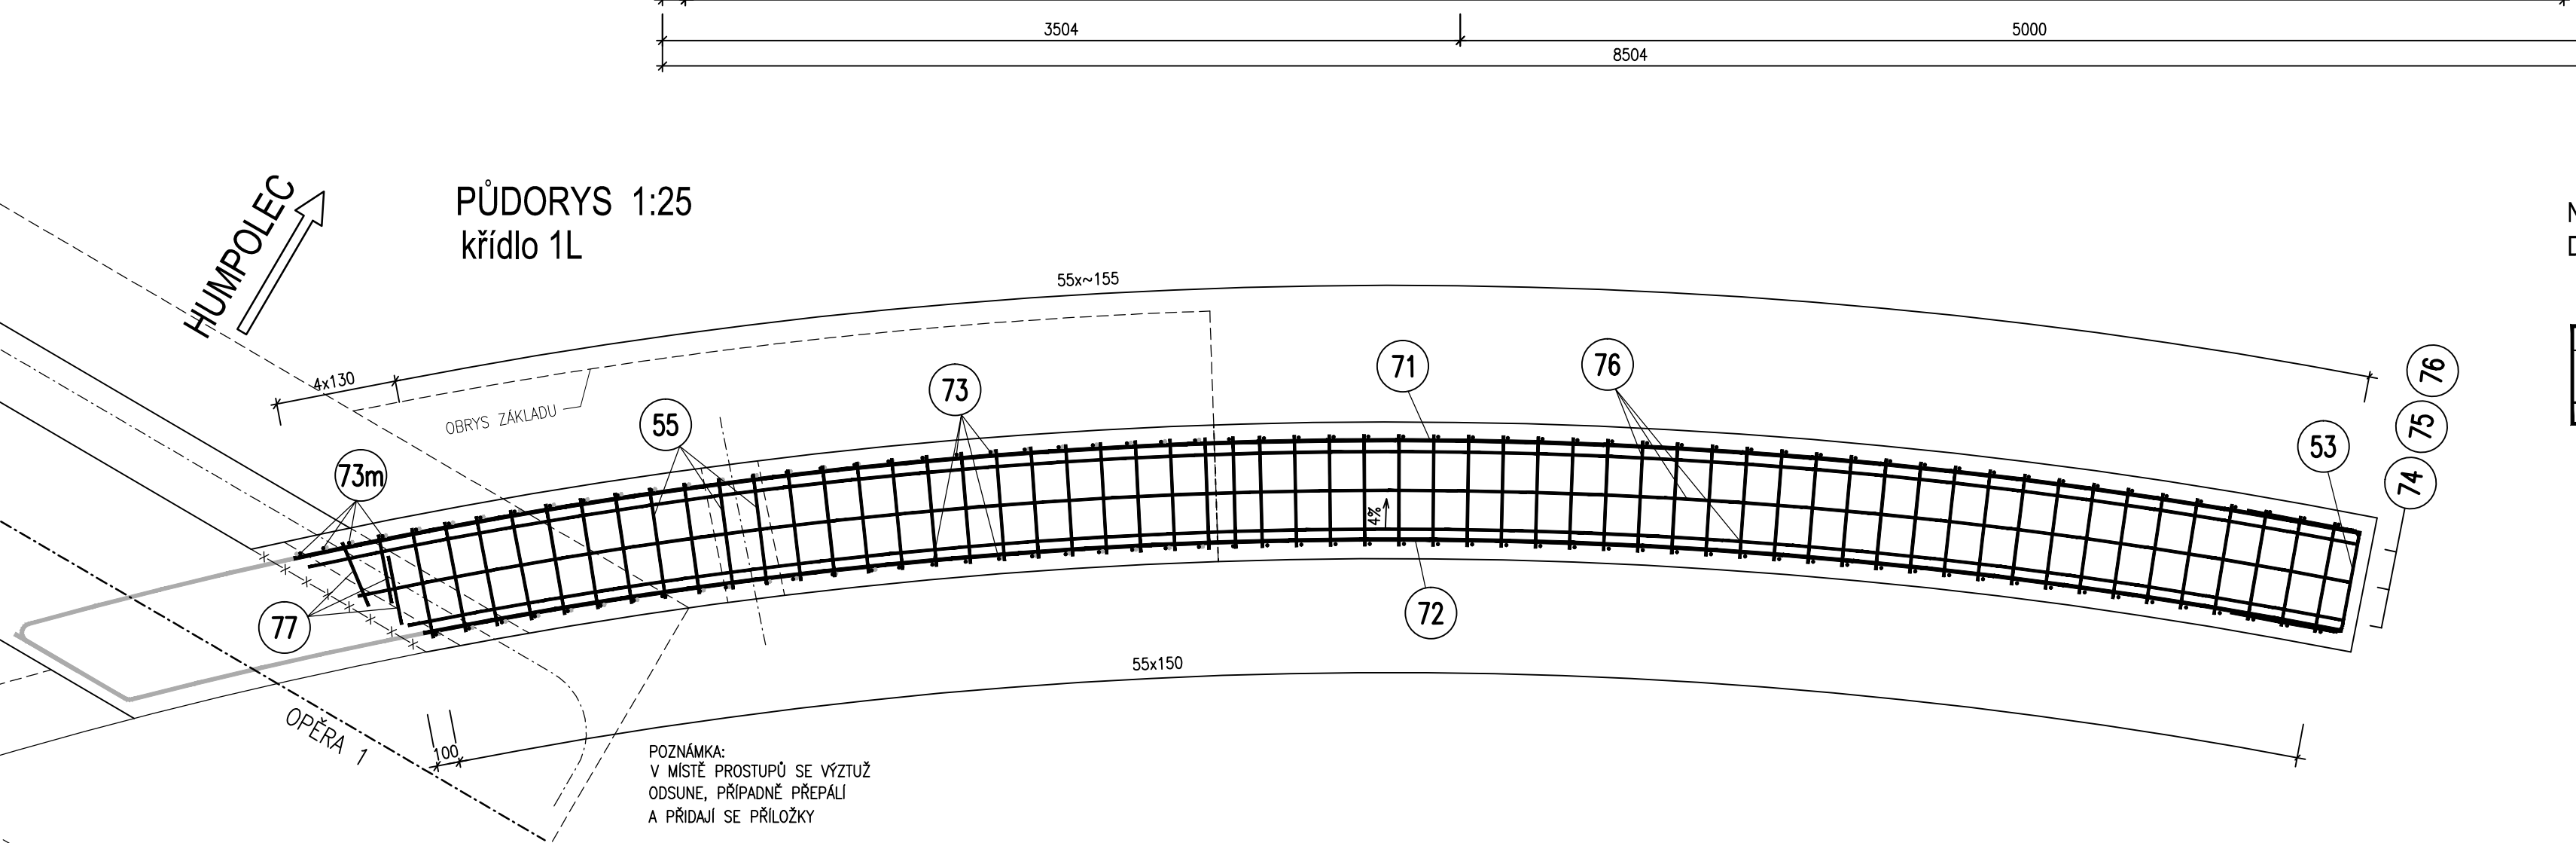 3504
5000
8504
HUMPOLEC
PŮDORYS 1:25
křídlo 1L
55x~155
4x130
OBRYS ZÁKLADU
55
73
71
76
76
75
74
53
73m
77
4%
72
55x150
OPĚRA 1
100
POZNÁMKA:
V MÍSTĚ PROSTUPŮ SE VÝZTUŽ
ODSUNE, PŘÍPADNĚ PŘEPÁLÍ
A PŘIDAJÍ SE PŘÍLOŽKY